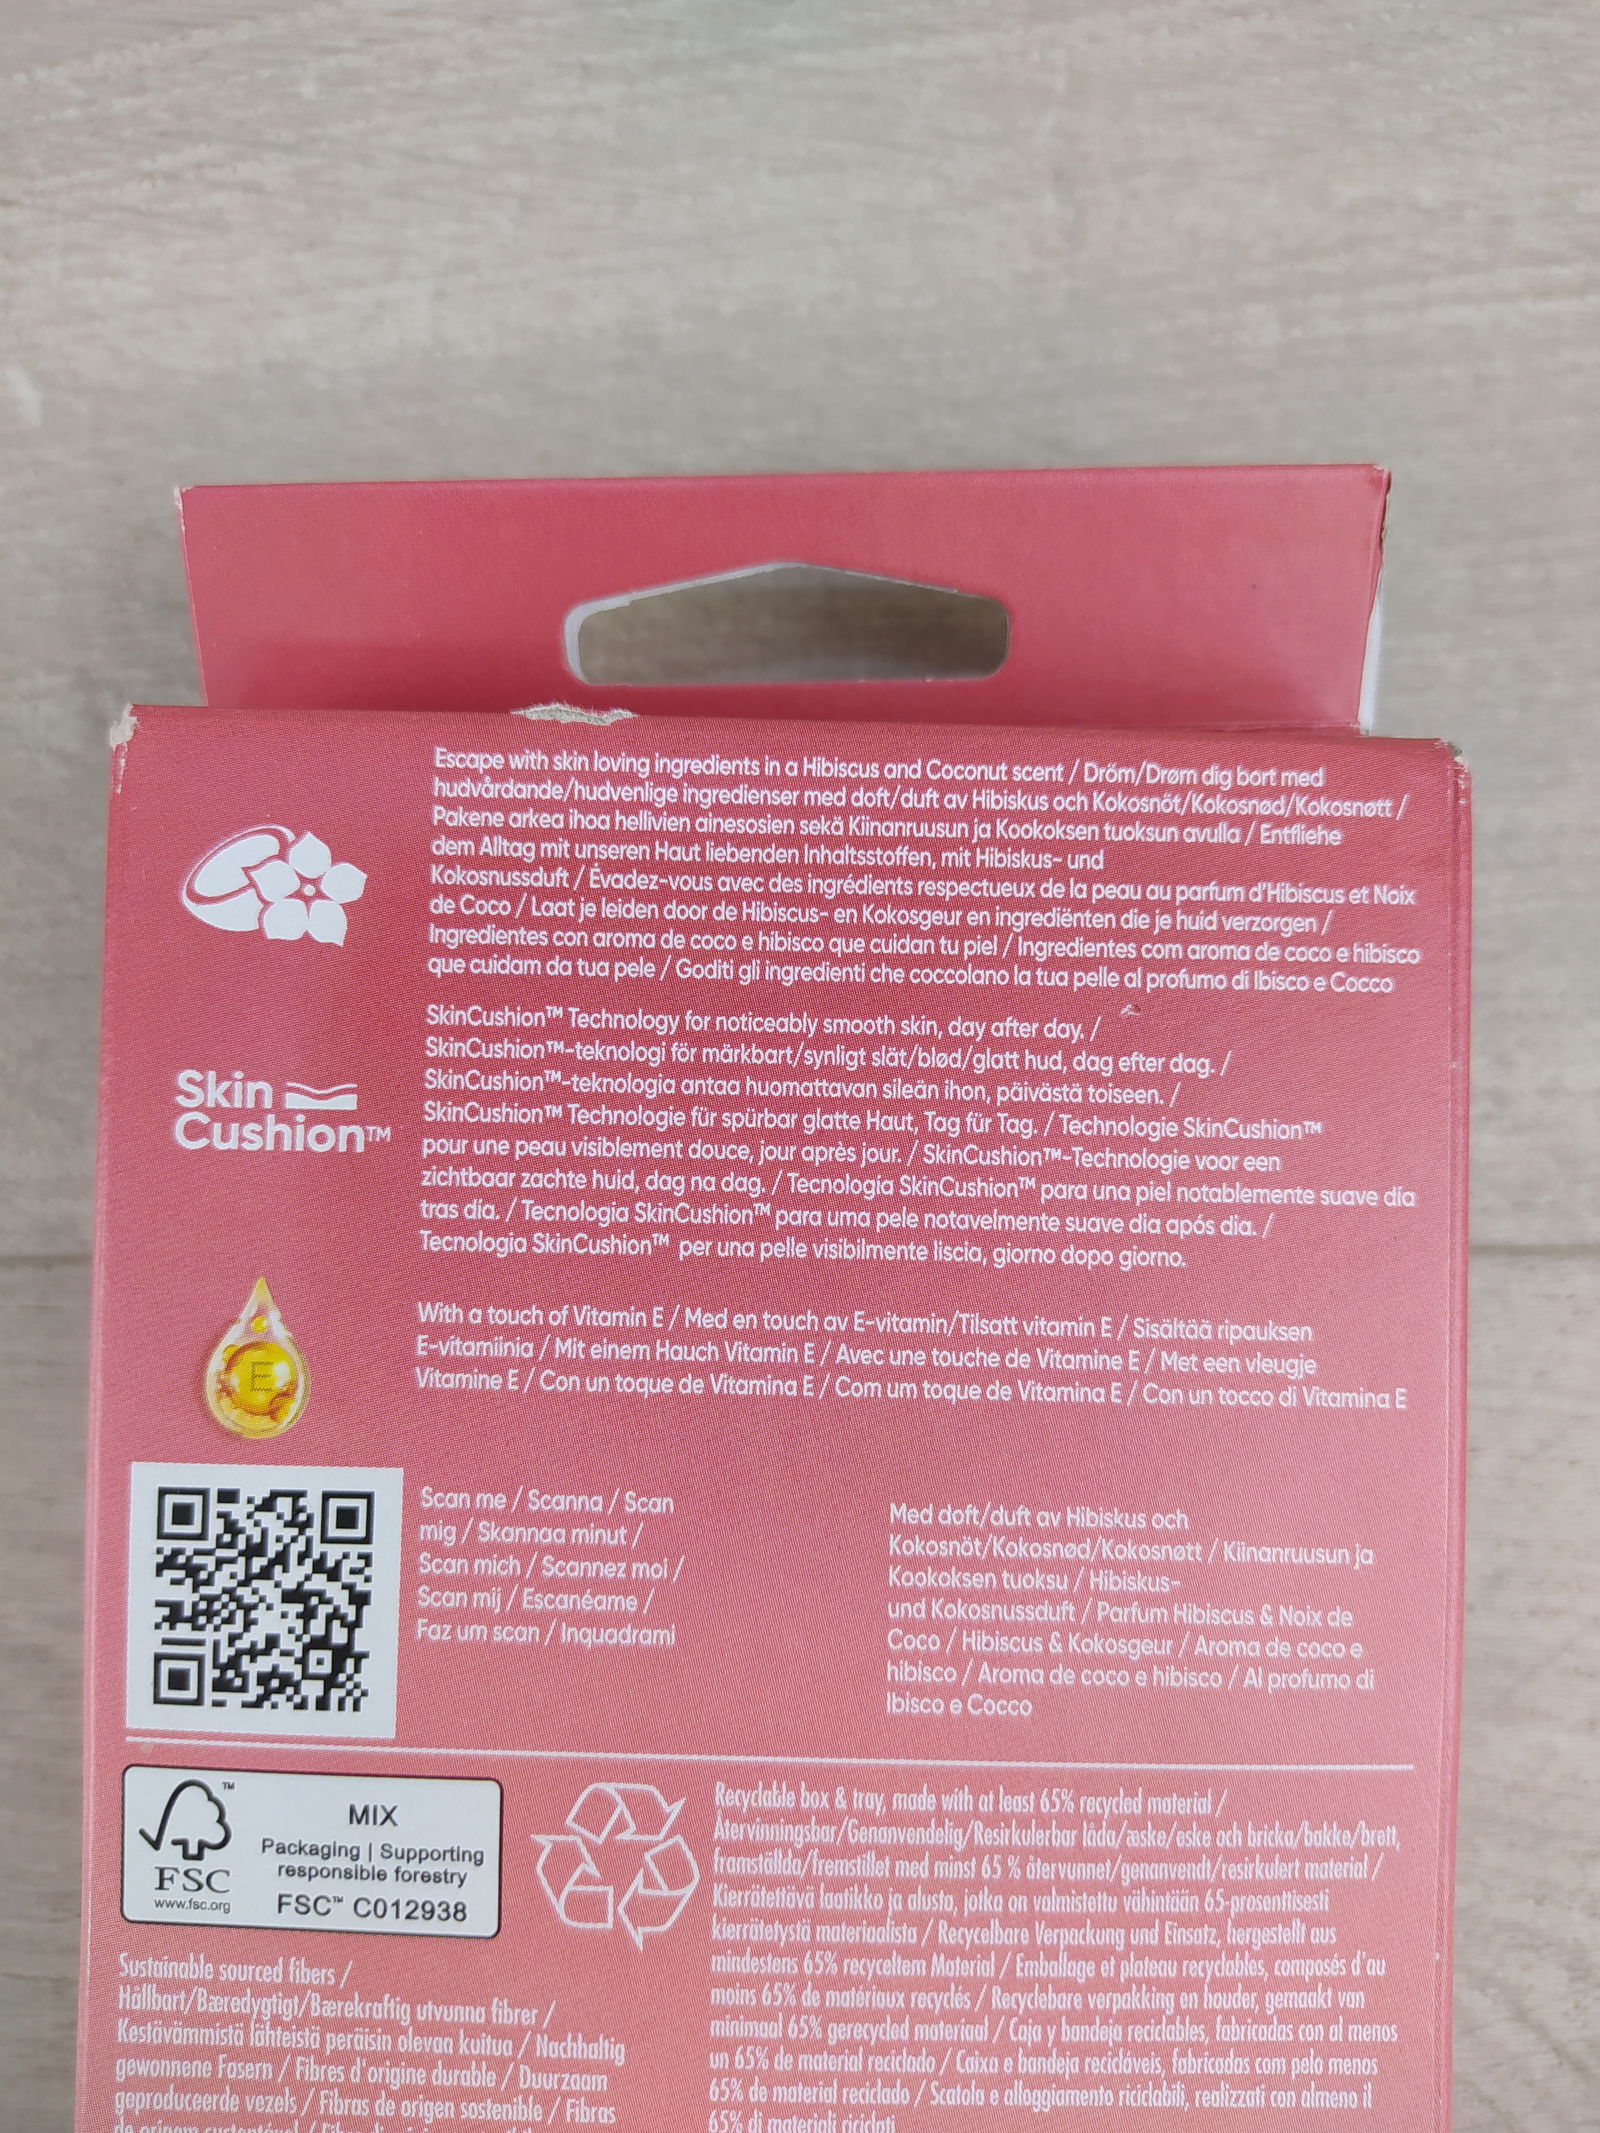 Escape with skin loving ingredients in a Hibiscus and Coconut scent / Dröm/Drøm dig bort med
hudvårdande/hudvenlige ingredienser med doft/duft av Hibiskus och Kokosnöt/Kokosnød/Kokosnøtt /
Pakene arkea ihoa hellivien ainesosien sekä Kiinanruusun ja Kookoksen tuoksun avulla / Entfliehe
dem Alltag mit unseren Haut liebenden Inhaltsstoffen, mit Hibiskus- und
Kokosnussduft / Évadez-vous avec des ingrédients respectueux de la peau au parfum d'Hibiscus et Noix
de Coco / Laat je leiden door de Hibiscus- en Kokosgeur en ingrediënten die je huid verzorgen /
Ingredientes con aroma de coco e hibisco que cuidan tu piel / Ingredientes com aroma de coco e hibisco
que cuidam da tua pele / Goditi gli ingredienti che coccolano la tua pelle al profumo di Ibisco e Cocco
Skin
Cushion™
SkinCushion™ Technology for noticeably smooth skin, day after day. /
SkinCushion™-teknologi för märkbart/synligt slät/blød/glatt hud, dag efter dag. /
SkinCushion™-teknologia antaa huomattavan sileän ihon, päivästä toiseen. /
SkinCushion™ Technologie für spürbar glatte Haut, Tag für Tag. / Technologie SkinCushion™
pour une peau visiblement douce, jour après jour. / SkinCushion™-Technologie voor een
zichtbaar zachte huid, dag na dag. / Tecnología SkinCushion™ para una piel notablemente suave día
tras día. / Tecnologia SkinCushion™ para uma pele notavelmente suave dia após dia. /
Tecnologia SkinCushion™ per una pelle visibilmente liscia, giorno dopo giorno.
E
With a touch of Vitamin E / Med en touch av E-vitamin/Tilsatt vitamin E / Sisältää ripauksen
E-vitamiinia / Mit einem Hauch Vitamin E / Avec une touche de Vitamine E / Met een vleugje
Vitamine E / Con un toque de Vitamina E / Com um toque de Vitamina E / Con un tocco di Vitamina E
Scan me / Scanna / Scan
mig / Skannaa minut /
Scan mich / Scannez moi /
Scan mij / Escanéame /
Faz um scan / Inquadrami
Med doft/duft av Hibiskus och
Kokosnöt/Kokosnød/Kokosnøtt / Kiinanruusun ja
Kookoksen tuoksu / Hibiskus-
und Kokosnussduft / Parfum Hibiscus & Noix de
Coco / Hibiscus & Kokosgeur / Aroma de coco e
hibisco / Aroma de coco e hibisco / Al profumo di
Ibisco e Cocco
™
FSC
www.fsc.org
MIX
Packaging | Supporting
responsible forestry
FSC™ C012938
Sustainable sourced fibers /
Hållbart/Bæredygtigt/Bærekraftig utvunna fibrer /
Kestävämmistä lähteistä peräisin olevaa kuitua / Nachhaltig
gewonnene Fasern / Fibres d'origine durable / Duurzaam
geproduceerde vezels / Fibras de origen sostenible / Fibras
Recyclable box & tray, made with at least 65% recycled material /
Återvinningsbar/Genanvendelig/Resirkulerbar låda/æske/eske och bricka/bakke/brett,
framställda/fremstillet med minst 65 % återvunnet/genanvendt/resirkulert material /
Kierrätettävä laatikko ja alusta, jotka on valmistettu vähintään 65-prosenttisesti
kierrätetystä materiaalista / Recycelbare Verpackung und Einsatz, hergestellt aus
mindestens 65% recyceltem Material / Emballage et plateau recyclables, composés d'au
moins 65% de matériaux recyclés / Recyclebare verpakking en houder, gemaakt van
minimaal 65% gerecycled materiaal / Caja y bandeja reciclables, fabricadas con al menos
un 65% de material reciclado / Caixa e bandeja recicláveis, fabricadas com pelo menos
65% de material reciclado / Scatola e alloggiamento riciclabili, realizzati con almeno il
65% di materiali riciclati